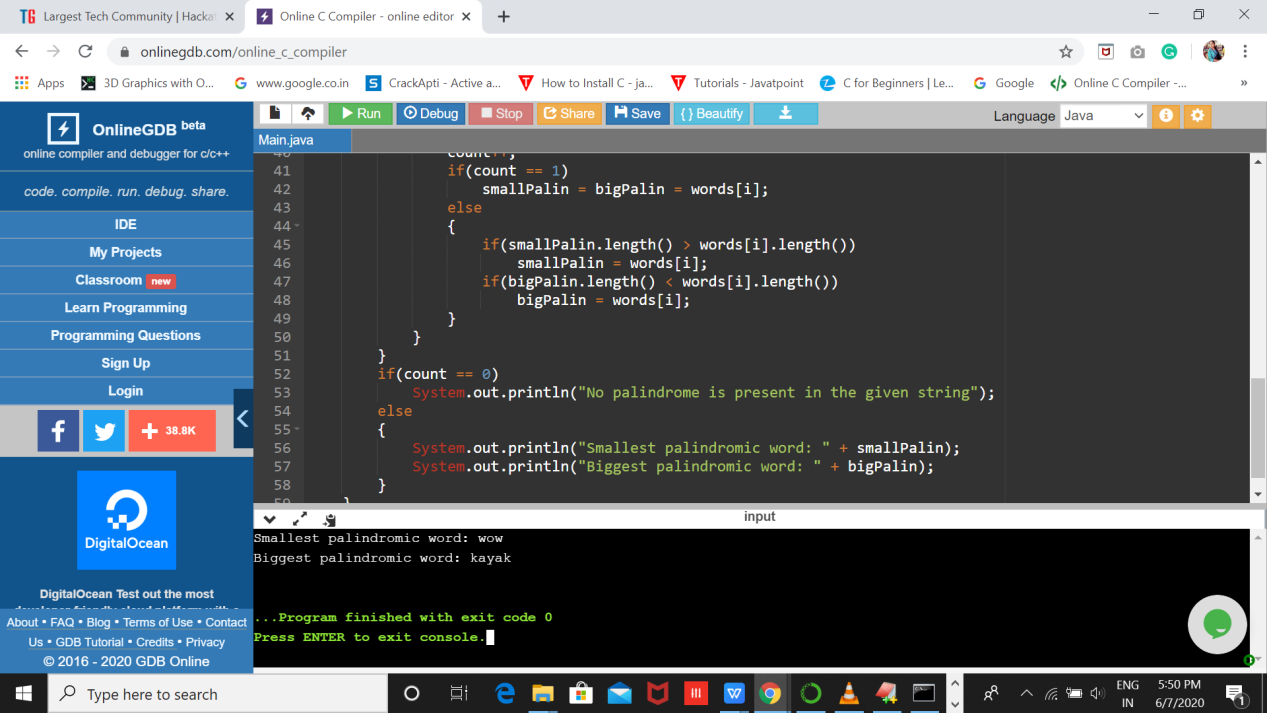 Largest Tech Community | Hacka
Online C Compiler - online editor
onlinegdb.com/online_c_compiler
Apps
3D Graphics with O...
www.google.co.in
CrackApti - Active a...
How to Install C - ja...
Tutorials - Javatpoint
C for Beginners | Le...
Google
Online C Compiler -...
»
OnlineGDB beta
online compiler and debugger for c/c++
code. compile. run. debug. share.
IDE
My Projects
Classroom new
Learn Programming
Programming Questions
Sign Up
Login
38.8K
DigitalOcean
DigitalOcean Test out the most
About • FAQ • Blog • Terms of Use • Contact
Us • GDB Tutorial • Credits • Privacy
© 2016 - 2020 GDB Online
Run
Debug
Stop
Share
Save
{ } Beautify
Language Java
Main.java
40 count++;
41 if(count == 1)
42 smallPalin = bigPalin = words[i];
43 else
44 {
45 if(smallPalin.length() > words[i].length())
46 smallPalin = words[i];
47 if(bigPalin.length() < words[i].length())
48 bigPalin = words[i];
49 }
50 }
51 }
52 if(count == 0)
53 System.out.println("No palindrome is present in the given string");
54 else
55 {
56 System.out.println("Smallest palindromic word: " + smallPalin);
57 System.out.println("Biggest palindromic word: " + bigPalin);
58 }
59 }
input
Smallest palindromic word: wow
Biggest palindromic word: kayak
...Program finished with exit code 0
Press ENTER to exit console.
Type here to search
ENG
IN
5:50 PM
6/7/2020
1